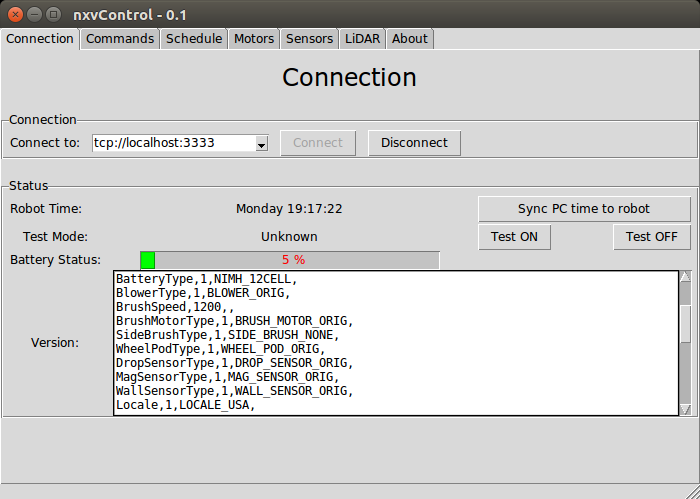 nxvControl - 0.1
Connection Commands Schedule Motors Sensors LiDAR About
Connection
Connection
Connect to: tcp://localhost:3333 Connect Disconnect
Status
Robot Time: Monday 19:17:22 Sync PC time to robot
Test Mode: Unknown Test ON Test OFF
Battery Status: 5 %
Version:
BatteryType,1,NIMH_12CELL,
BlowerType,1,BLOWER_ORIG,
BrushSpeed,1200,,
BrushMotorType,1,BRUSH_MOTOR_ORIG,
SideBrushType,1,SIDE_BRUSH_NONE,
WheelPodType,1,WHEEL_POD_ORIG,
DropSensorType,1,DROP_SENSOR_ORIG,
MagSensorType,1,MAG_SENSOR_ORIG,
WallSensorType,1,WALL_SENSOR_ORIG,
Locale,1,LOCALE_USA,